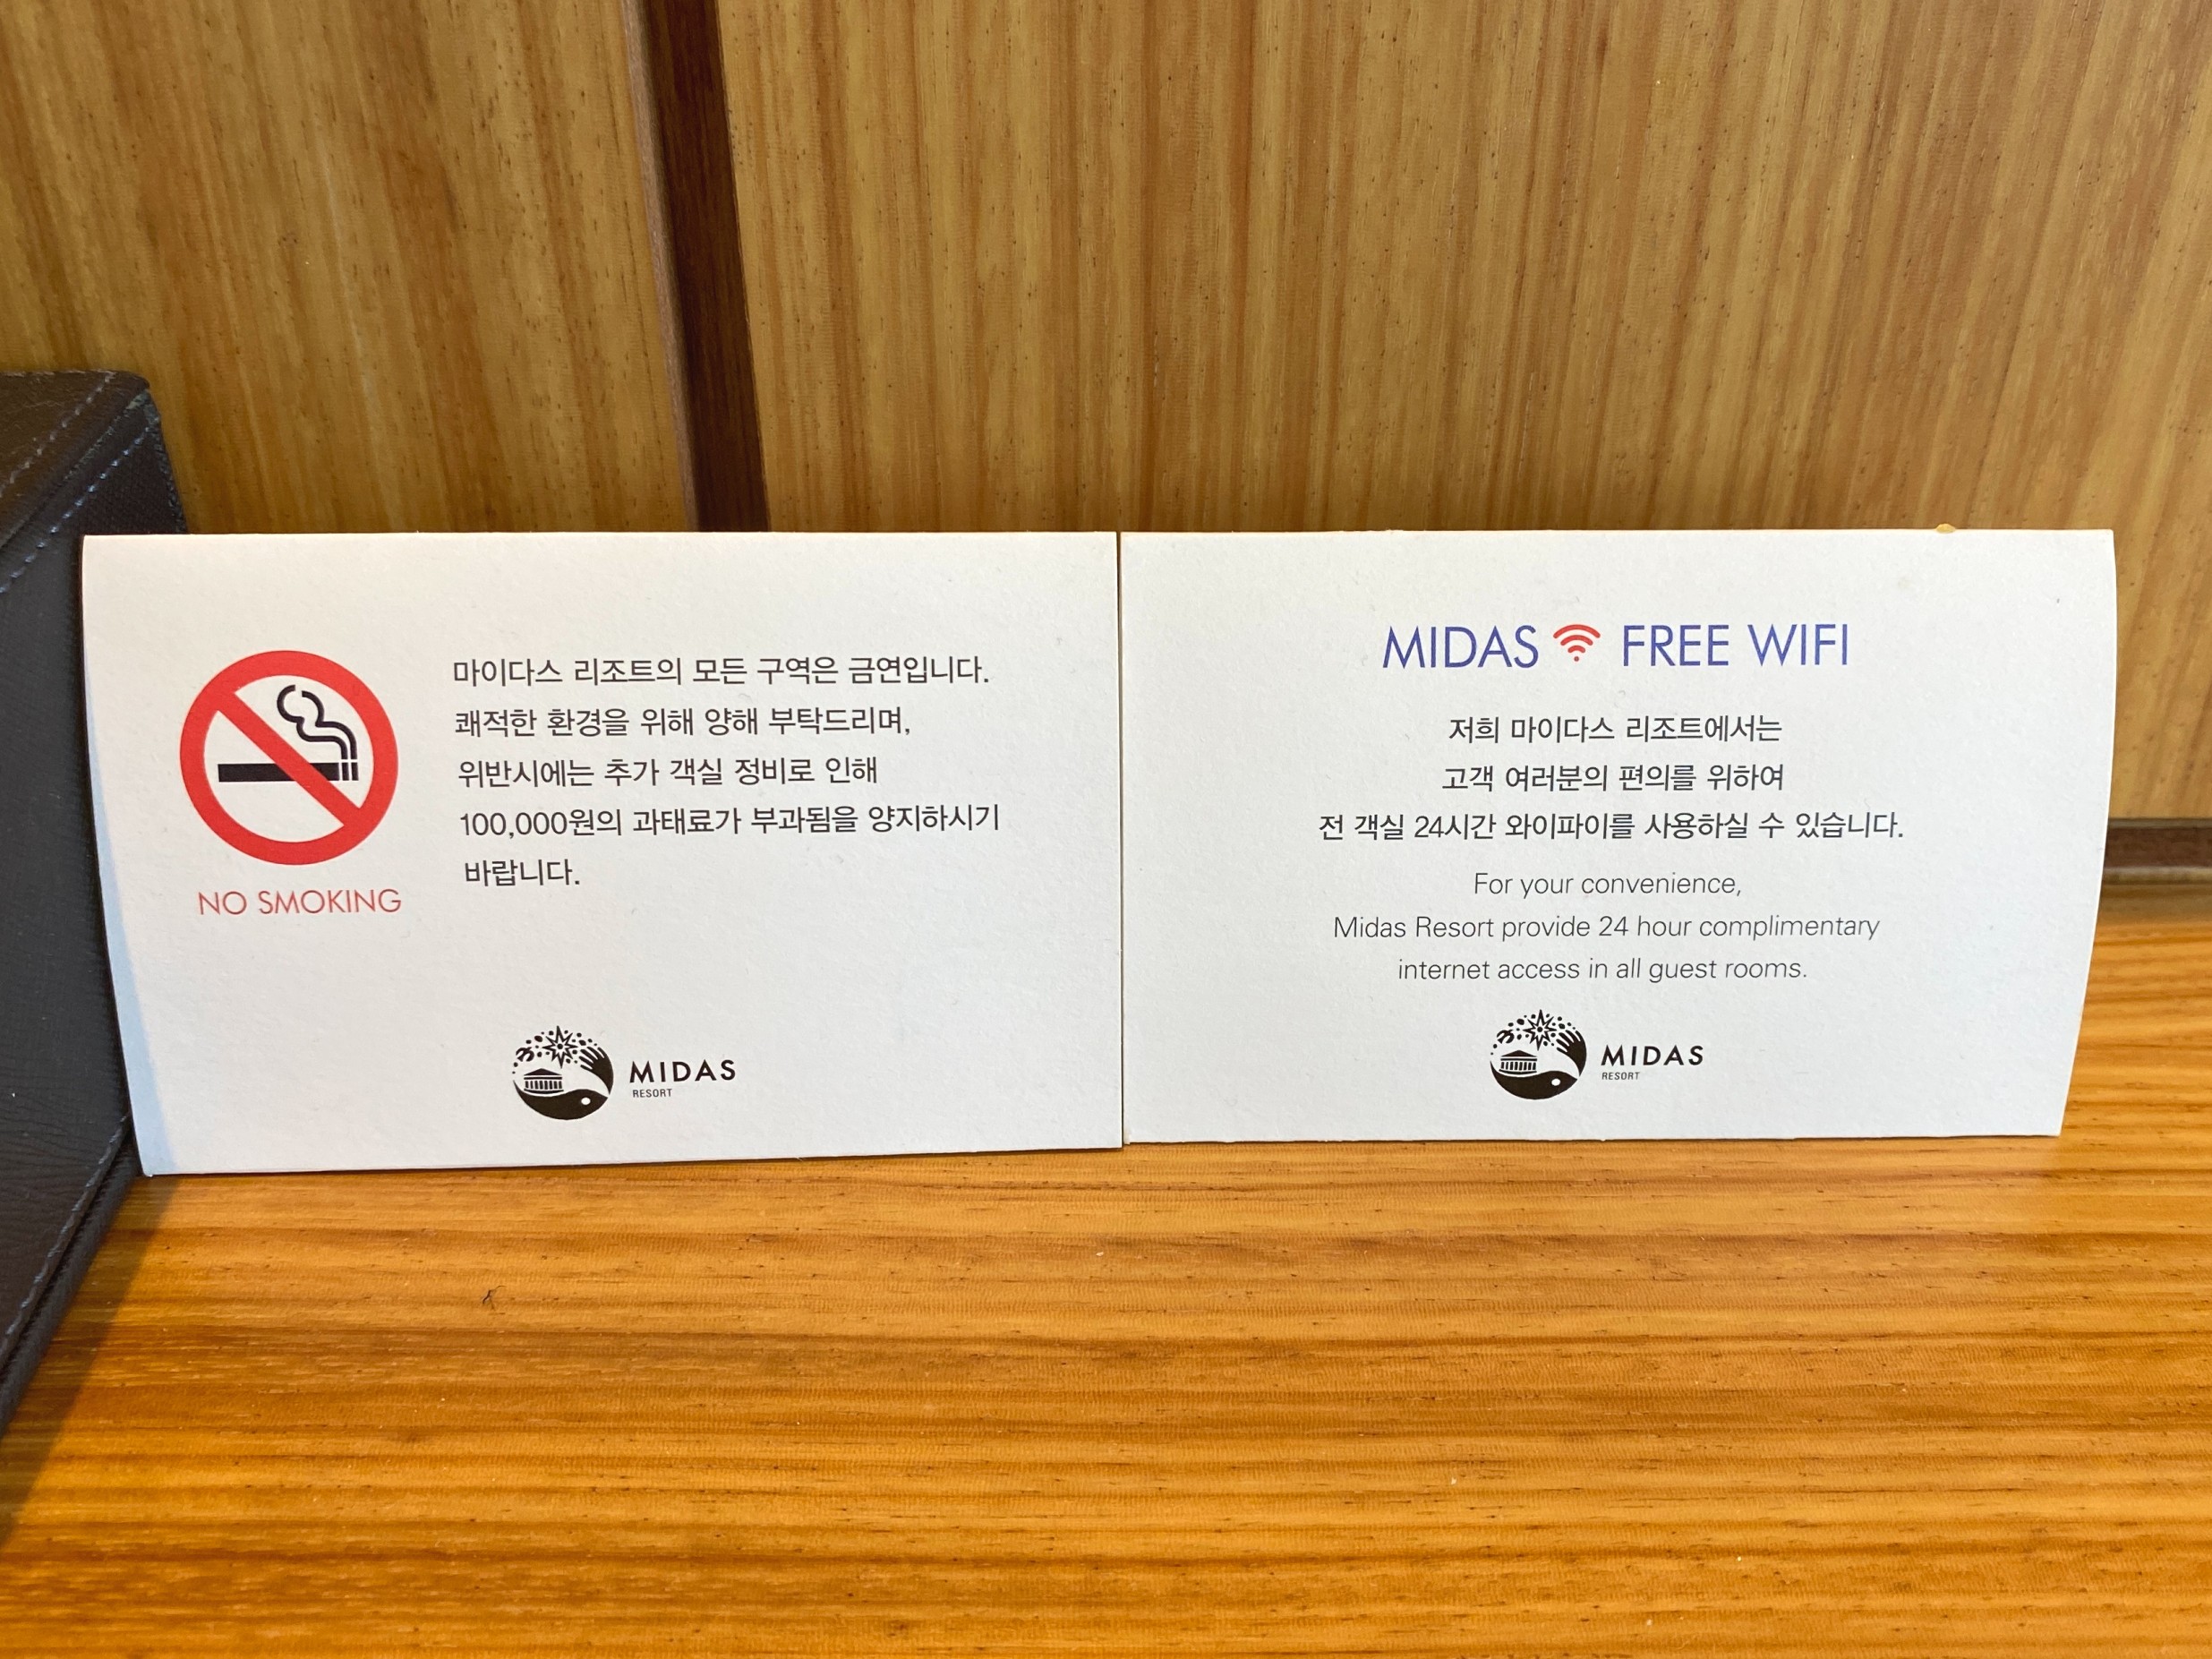 마이다스 리조트의 모든 구역은 금연입니다.
쾌적한 환경을 위해 양해 부탁드리며,
위반시에는 추가 객실 정비로 인해
100,000원의 과태료가 부과됨을 양지하시기
바랍니다.
NO SMOKING
MIDAS
RESORT
MIDAS FREE WIFI
저희 마이다스 리조트에서는
고객 여러분의 편의를 위하여
전 객실 24시간 와이파이를 사용하실 수 있습니다.
For your convenience,
Midas Resort provide 24 hour complimentary
internet access in all guest rooms.
MIDAS
RESORT